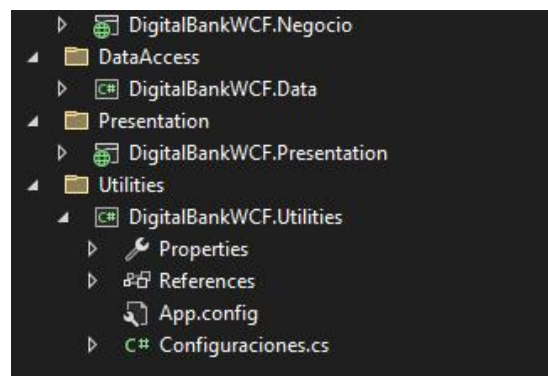 DigitalBankWCF.Negocio
DataAccess
C# DigitalBankWCF.Data
Presentation
DigitalBankWCF.Presentation
Utilities
C# DigitalBankWCF.Utilities
Properties
References
App.config
C# Configuraciones.cs